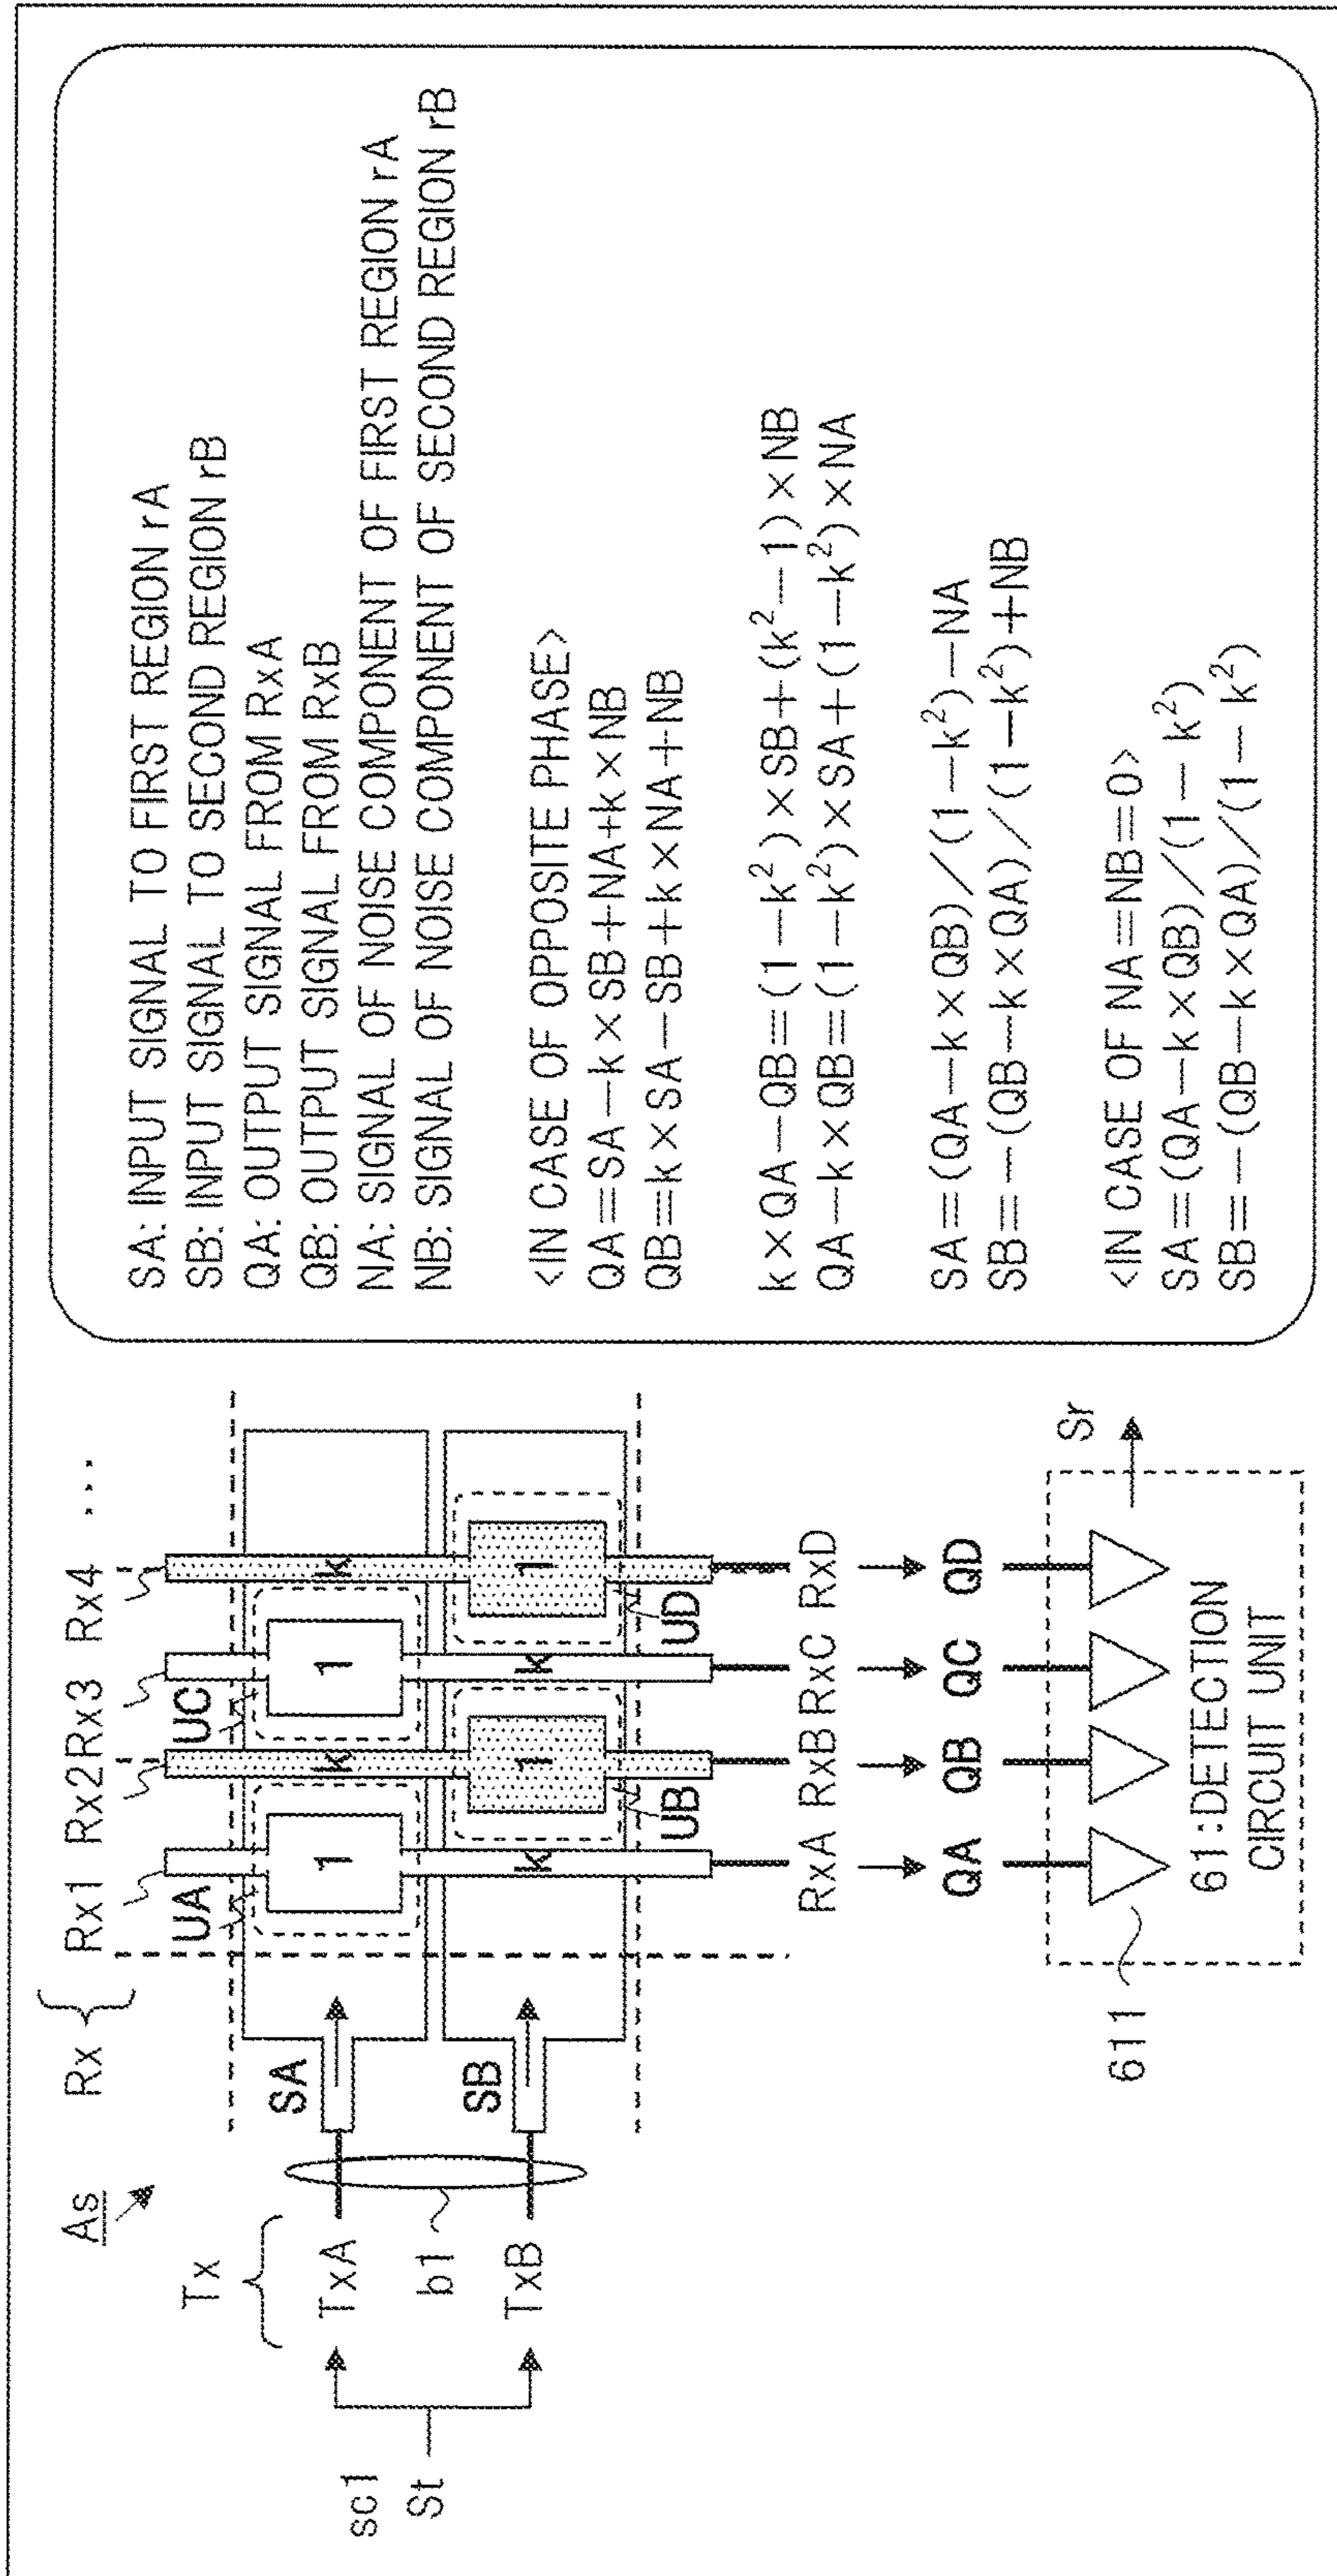 As
Rx
Rx1 Rx2 Rx3 Rx4 ...
Tx
UA
UC
sc1
St
TxA
SA
1
k
1
k
b1
TxB
SB
k
1
k
1
UB
UD
RxA RxB RxC RxD
QA QB QC QD
Sr
611
61:DETECTION
CIRCUIT UNIT
SA: INPUT SIGNAL TO FIRST REGION rA
SB: INPUT SIGNAL TO SECOND REGION rB
QA: OUTPUT SIGNAL FROM RxA
QB: OUTPUT SIGNAL FROM RxB
NA: SIGNAL OF NOISE COMPONENT OF FIRST REGION rA
NB: SIGNAL OF NOISE COMPONENT OF SECOND REGION rB
<IN CASE OF OPPOSITE PHASE>
QA=SA-k×SB+NA+k×NB
QB=k×SA-SB+k×NA+NB
k×QA-QB=(1-k²)×SB+(k²-1)×NB
QA-k×QB=(1-k²)×SA+(1-k²)×NA
SA=(QA-k×QB)/(1-k²)-NA
SB=-(QB-k×QA)/(1-k²)+NB
<IN CASE OF NA=NB=0>
SA=(QA-k×QB)/(1-k²)
SB=-(QB-k×QA)/(1-k²)